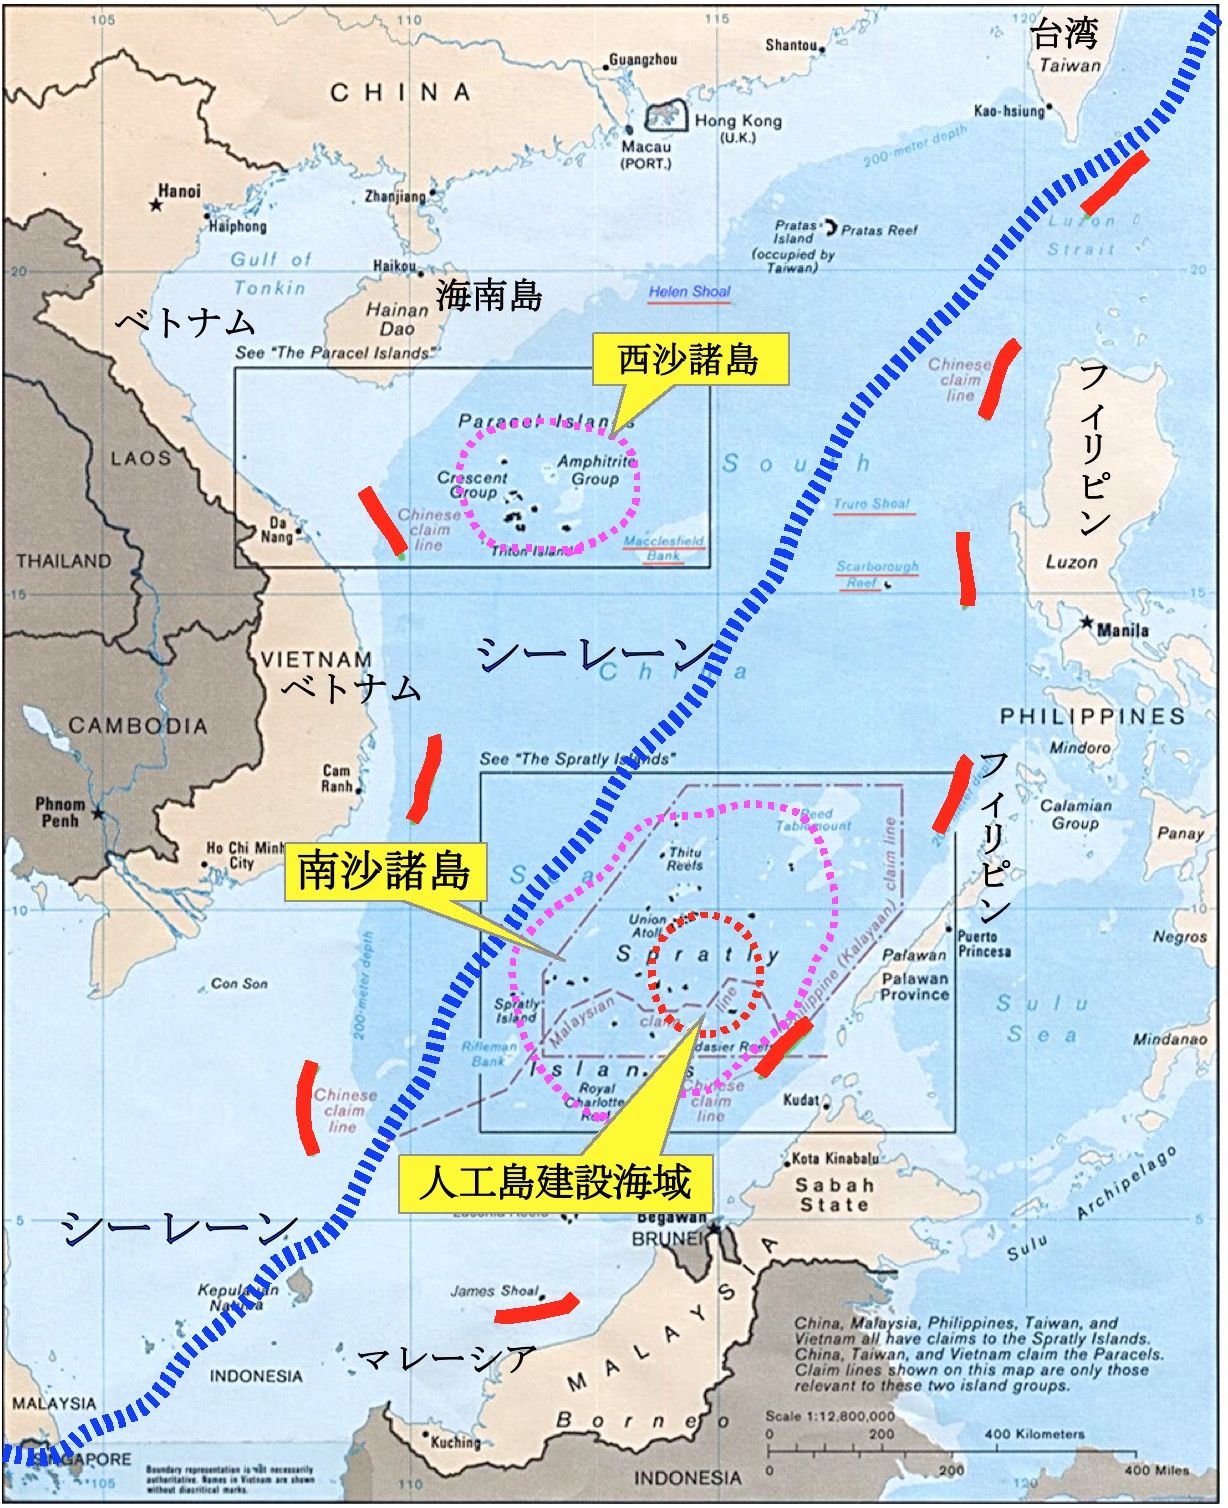 105
110
115
120
台湾
Taiwan
Shantou
Guangzhou
CHINA
Kao-hsiung
Hong Kong
(U.K.)
Macau
(PORT.)
200-meter depth
Hanoi
Haiphong
Zhanjiang
Luzon
Strait
Pratas
Island
(occupied by
Taiwan)
Pratas Reef
Gulf of
Tonkin
Haikou
20
20
海南島
Hainan
Dao
Helen Shoal
ベトナム
See "The Paracel Islands"
西沙諸島
Chinese
claim
line
フィリピン
Paracel Islands
LAOS
South
Amphitrite
Group
Crescent
Group
Truro Shoal
Chinese
claim
line
Da
Nang
Triton Island
Macclesfield
Bank
THAILAND
Scarborough
Reef
Luzon
15
15
Manila
シーレーン
VIETNAM
ベトナム
China
PHILIPPINES
CAMBODIA
Mindoro
See "The Spratly Islands"
フィリピン
Cam
Ranh
Phnom
Penh
Reed
Tablemount
Calamian
Group
Panay
Ho Chi Minh
City
南沙諸島
Sea
Thitu
Reefs
10
10
Union
Atoll
Philippine (Kalayaan) claim line
Puerto
Princesa
Negros
Spratly
Palawan
Palawan
Province
200-meter depth
Con Son
Spratly
Island
Malaysian
claim
line
Sulu
Sea
Rifleman
Bank
Mindanao
Islands
Royal
Charlotte
Reef
Chinese
claim
line
Chinese
claim
line
Kudat
人工島建設海域
Kota Kinabalu
Sabah
State
Sulu Archipelago
シーレーン
5
5
Begawan
BRUNEI
Kepulauan
Natuna
James Shoal
マレーシア
INDONESIA
MALAYSIA
China, Malaysia, Philippines, Taiwan, and
Vietnam all have claims to the Spratly Islands.
China, Taiwan, and Vietnam claim the Paracels.
Claim lines shown on this map are only those
relevant to these two island groups.
MALAYSIA
Borneo
Scale 1:12,800,000
0 200 400 Kilometers
0 200 400 Miles
Kuching
SINGAPORE
INDONESIA
Boundary representation is not necessarily
authoritative. Names in Vietnam are shown
without diacritical marks.
105
110
120